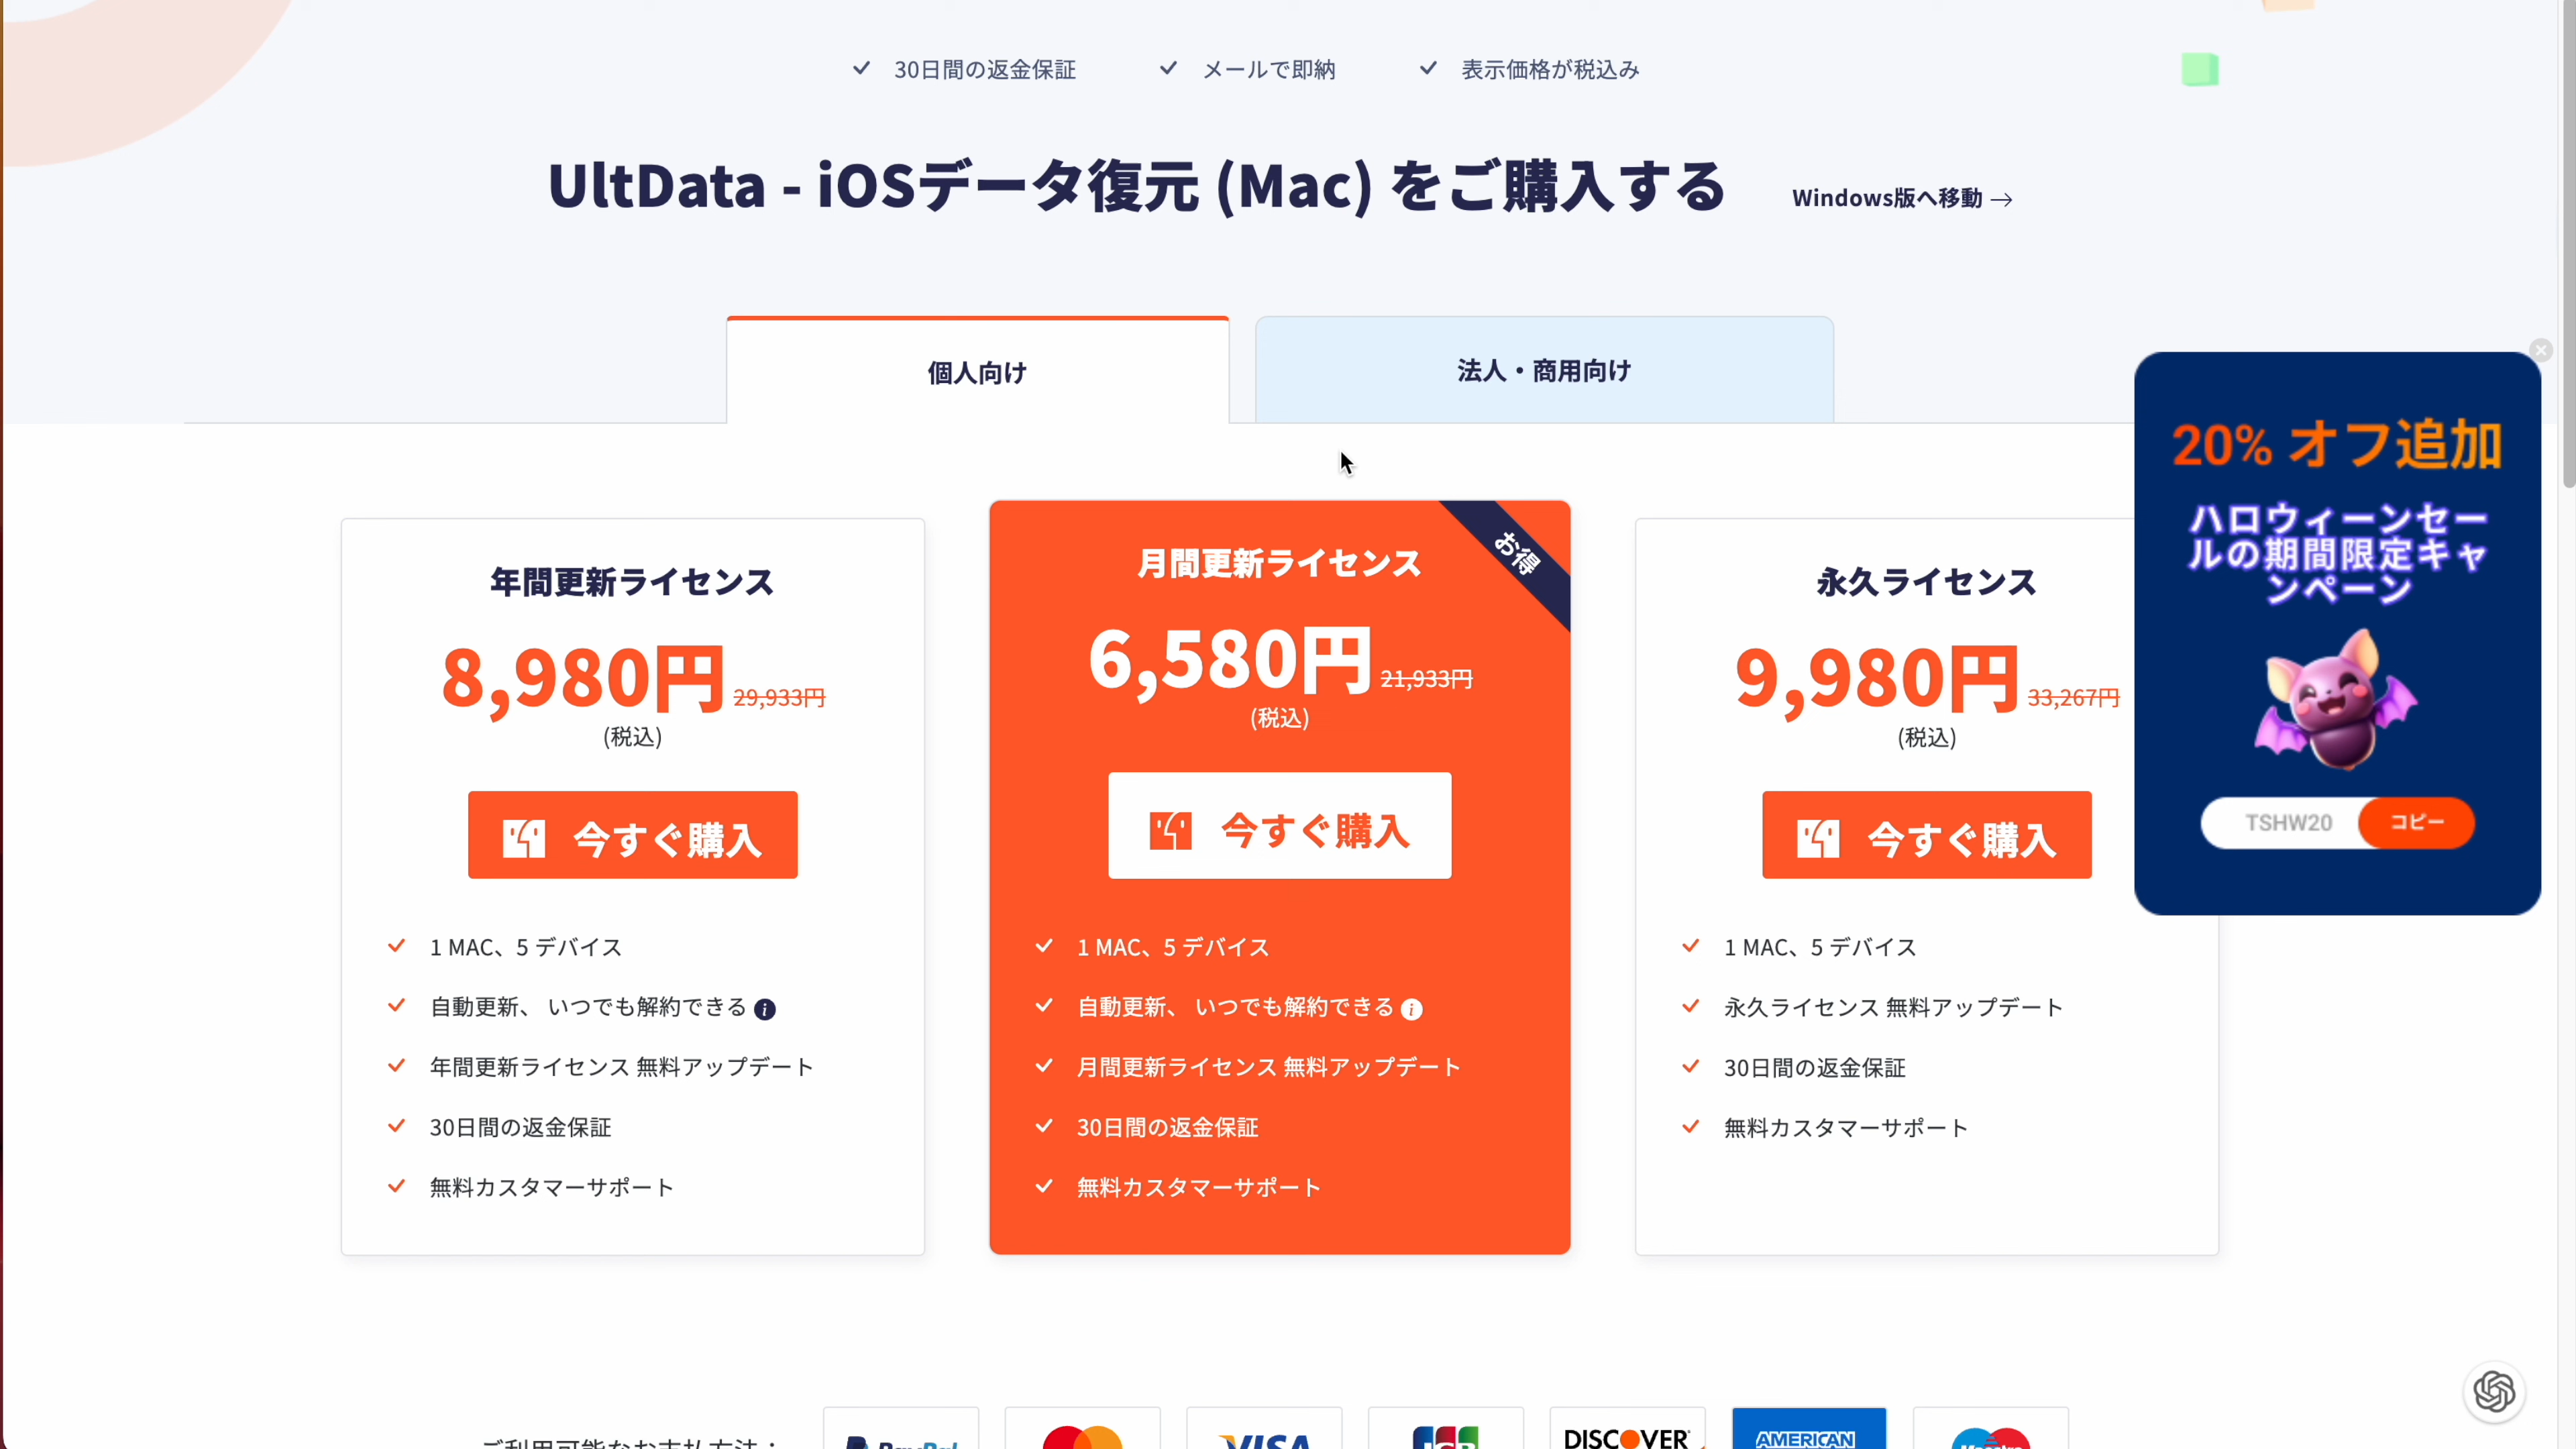 30日間の返金保証 メールで即納 表示価格が税込み
UltData - iOSデータ復元 (Mac) をご購入する Windows版へ移動→
個人向け 法人・商用向け
年間更新ライセンス
8,980円 29,933円
(税込)
今すぐ購入
1 MAC、5 デバイス
自動更新、 いつでも解約できる i
年間更新ライセンス 無料アップデート
30日間の返金保証
無料カスタマーサポート
お得
月間更新ライセンス
6,580円 21,933円
(税込)
今すぐ購入
1 MAC、5 デバイス
自動更新、 いつでも解約できる i
月間更新ライセンス 無料アップデート
30日間の返金保証
無料カスタマーサポート
永久ライセンス
9,980円 33,267円
(税込)
今すぐ購入
1 MAC、5 デバイス
永久ライセンス 無料アップデート
30日間の返金保証
無料カスタマーサポート
20% オフ追加
ハロウィーンセー
ルの期間限定キャ
ンペーン
TSHW20 コピー
ご利用可能なお支払方法： PayPal VISA JCB DISCOVER AMERICAN Maestro